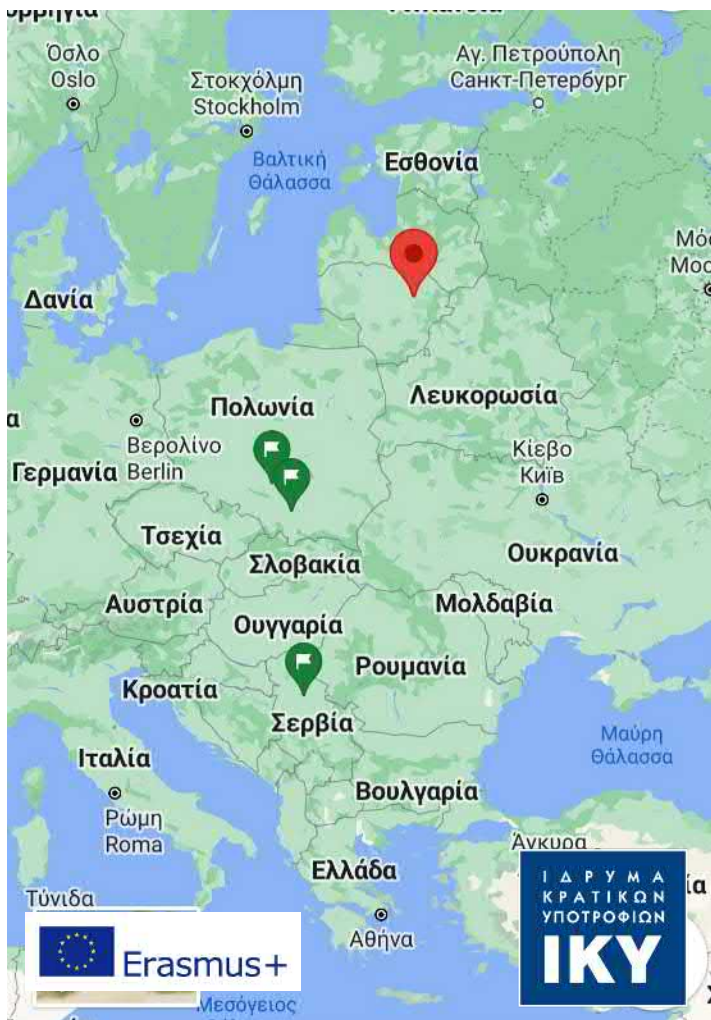 Όσλο
Oslo
Στοκχόλμη
Stockholm
Αγ. Πετρούπολη
Санкт-Петербург
Βαλτική
Θάλασσα
Εσθονία
Δανία
Πολωνία
Λευκορωσία
Βερολίνο
Berlin
Γερμανία
Κίεβο
Київ
Τσεχία
Σλοβακία
Ουκρανία
Αυστρία
Μολδαβία
Ουγγαρία
Ρουμανία
Κροατία
Σερβία
Μαύρη
Θάλασσα
Ιταλία
Ρώμη
Roma
Βουλγαρία
Άγκυρα
Ελλάδα
Αθήνα
Τύνιδα
Μεσόγειος
Erasmus+
ΙΔΡΥΜΑ
ΚΡΑΤΙΚΩΝ
ΥΠΟΤΡΟΦΙΩΝ
ΙΚΥ